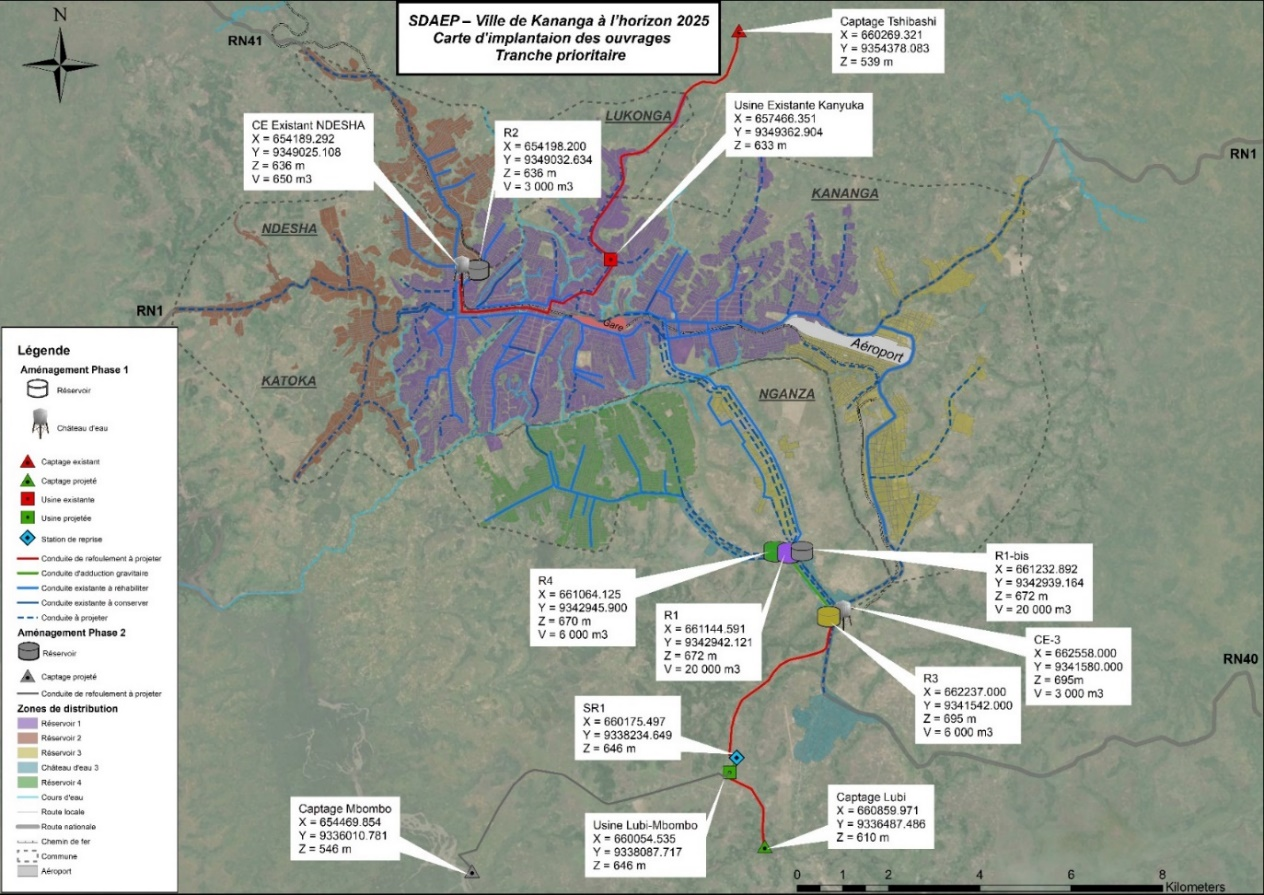 SDAEP – Ville de Kananga à l'horizon 2025
Carte d'implantaion des ouvrages
Tranche prioritaire
N
RN41
Captage Tshibashi
X = 660269.321
Y = 9354378.083
Z = 539 m
LUKONGA
Usine Existante Kanyuka
X = 657466.351
Y = 9349362.904
Z = 633 m
CE Existant NDESHA
X = 654189.292
Y = 9349025.108
Z = 636 m
V = 650 m3
R2
X = 654198.200
Y = 9349032.634
Z = 636 m
V = 3 000 m3
RN1
KANANGA
NDESHA
RN1
Gare
Aéroport
KATOKA
NGANZA
Légende
Aménagement Phase 1
Réservoir
Château d'eau
Captage existant
Captage projeté
Usine existante
Usine projetée
Station de reprise
Conduite de refoulement à projeter
Conduite d'adduction gravitaire
Conduite existante à réhabiliter
Conduite existante à conserver
Conduite à projeter
Aménagement Phase 2
Réservoir
Captage projeté
Conduite de refoulement à projeter
Zones de distribution
Réservoir 1
Réservoir 2
Réservoir 3
Château d'eau 3
Réservoir 4
Cours d'eau
Route locale
Route nationale
Chemin de fer
Commune
Aéroport
R4
X = 661064.125
Y = 9342945.900
Z = 670 m
V = 6 000 m3
R1
X = 661144.591
Y = 9342942.121
Z = 672 m
V = 20 000 m3
R1-bis
X = 661232.892
Y = 9342939.164
Z = 672 m
V = 20 000 m3
CE-3
X = 662558.000
Y = 9341580.000
Z = 695m
V = 3 000 m3
RN40
R3
X = 662237.000
Y = 9341542.000
Z = 695 m
V = 6 000 m3
SR1
X = 660175.497
Y = 9338234.649
Z = 646 m
Captage Mbombo
X = 654469.854
Y = 9336010.781
Z = 546 m
Usine Lubi-Mbombo
X = 660054.535
Y = 9338087.717
Z = 646 m
Captage Lubi
X = 660859.971
Y = 9336487.486
Z = 610 m
0 1 2 4 6 8
Kilometers